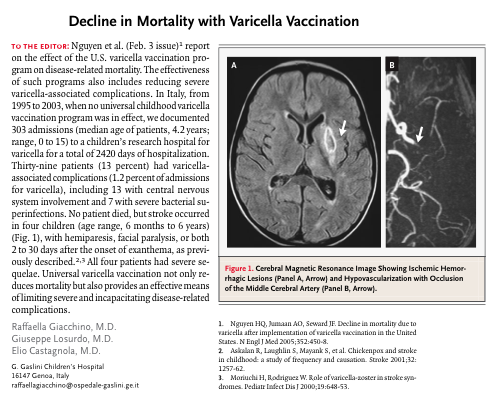 Decline in Mortality with Varicella Vaccination
TO THE EDITOR: Nguyen et al. (Feb. 3 issue)¹ report
on the effect of the U.S. varicella vaccination pro-
gram on disease-related mortality. The effectiveness
of such programs also includes reducing severe
varicella-associated complications. In Italy, from
1995 to 2003, when no universal childhood varicella
vaccination program was in effect, we documented
303 admissions (median age of patients, 4.2 years;
range, 0 to 15) to a children's research hospital for
varicella for a total of 2420 days of hospitalization.
Thirty-nine patients (13 percent) had varicella-
associated complications (1.2 percent of admissions
for varicella), including 13 with central nervous
system involvement and 7 with severe bacterial su-
perinfections. No patient died, but stroke occurred
in four children (age range, 6 months to 6 years)
(Fig. 1), with hemiparesis, facial paralysis, or both
2 to 30 days after the onset of exanthema, as previ-
ously described.²,³ All four patients had severe se-
quelae. Universal varicella vaccination not only re-
duces mortality but also provides an effective means
of limiting severe and incapacitating disease-related
complications.
Raffaella Giacchino, M.D.
Giuseppe Losurdo, M.D.
Elio Castagnola, M.D.
G. Gaslini Children's Hospital
16147 Genoa, Italy
raffaellagiacchino@ospedale-gaslini.ge.it
A
B
Figure 1. Cerebral Magnetic Resonance Image Showing Ischemic Hemor-
rhagic Lesions (Panel A, Arrow) and Hypovascularization with Occlusion
of the Middle Cerebral Artery (Panel B, Arrow).
1. Nguyen HQ, Jumaan AO, Seward JF. Decline in mortality due to
varicella after implementation of varicella vaccination in the United
States. N Engl J Med 2005;352:450-8.
2. Askalan R, Laughlin S, Mayank S, et al. Chickenpox and stroke
in childhood: a study of frequency and causation. Stroke 2001;32:
1257-62.
3. Moriuchi H, Rodriguez W. Role of varicella-zoster in stroke syn-
dromes. Pediatr Infect Dis J 2000;19:648-53.